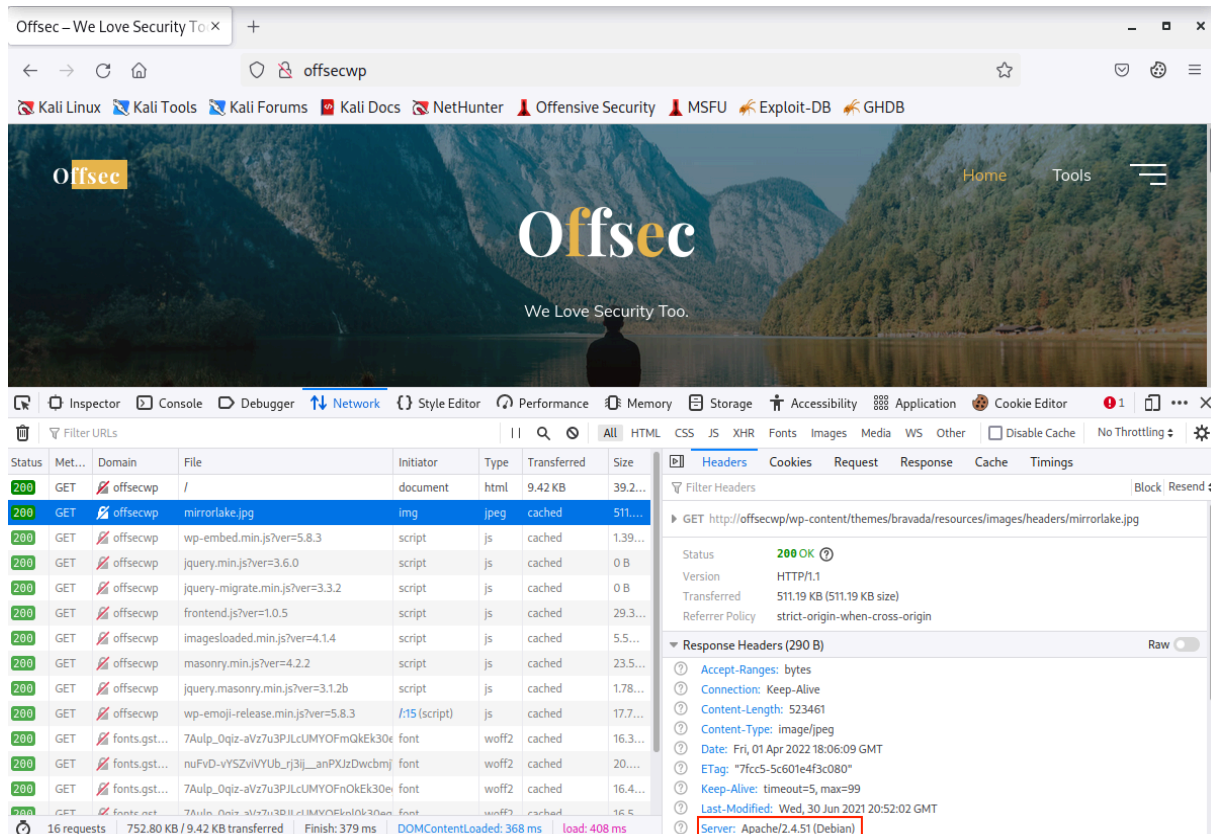 Offsec – We Love Security To
offsecwp
Kali Linux Kali Tools Kali Forums Kali Docs NetHunter Offensive Security MSFU Exploit-DB GHDB
Offsec Home Tools
Offsec
We Love Security Too.
Inspector Console Debugger Network Style Editor Performance Memory Storage Accessibility Application Cookie Editor 1
Filter URLs All HTML CSS JS XHR Fonts Images Media WS Other Disable Cache No Throttling
Status Met... Domain File Initiator Type Transferred Size
200 GET offsecwp / document html 9.42 KB 39.2...
200 GET offsecwp mirrorlake.jpg img jpeg cached 511....
200 GET offsecwp wp-embed.min.js?ver=5.8.3 script js cached 1.39...
200 GET offsecwp jquery.min.js?ver=3.6.0 script js cached 0 B
200 GET offsecwp jquery-migrate.min.js?ver=3.3.2 script js cached 0 B
200 GET offsecwp frontend.js?ver=1.0.5 script js cached 29.3...
200 GET offsecwp imagesloaded.min.js?ver=4.1.4 script js cached 5.5...
200 GET offsecwp masonry.min.js?ver=4.2.2 script js cached 23.5...
200 GET offsecwp jquery.masonry.min.js?ver=3.1.2b script js cached 1.78...
200 GET offsecwp wp-emoji-release.min.js?ver=5.8.3 /:15 (script) js cached 17.7...
200 GET fonts.gst... font woff2 cached 16.3...
200 GET fonts.gst... font woff2 cached 20....
200 GET fonts.gst... font woff2 cached 16.4...
200 GET fonts.gst... font woff2 cached 16.5
16 requests 752.80 KB / 9.42 KB transferred Finish: 379 ms DOMContentLoaded: 368 ms load: 408 ms
Headers Cookies Request Response Cache Timings
Filter Headers Block Resend
GET http://offsecwp/wp-content/themes/bravada/resources/images/headers/mirrorlake.jpg
Status 200 OK
Version HTTP/1.1
Transferred 511.19 KB (511.19 KB size)
Referrer Policy strict-origin-when-cross-origin
Response Headers (290 B) Raw
Accept-Ranges: bytes
Connection: Keep-Alive
Content-Length: 523461
Content-Type: image/jpeg
Date: Fri, 01 Apr 2022 18:06:09 GMT
ETag: "7fcc5-5c601e4f3c080"
Keep-Alive: timeout=5, max=99
Last-Modified: Wed, 30 Jun 2021 20:52:02 GMT
Server: Apache/2.4.51 (Debian)